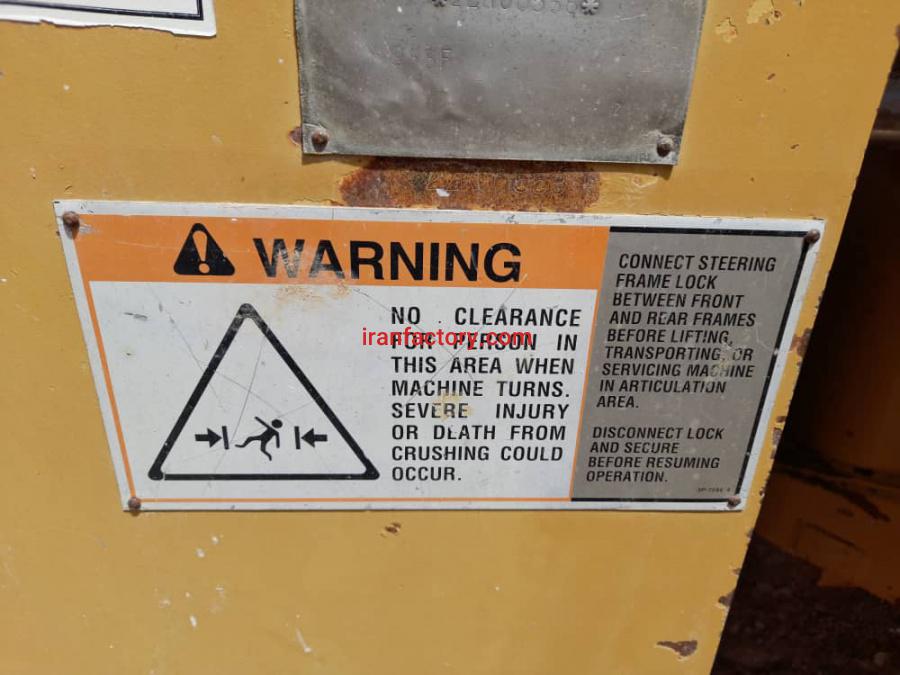 WARNING
NO CLEARANCE
FOR PERSON IN
THIS AREA WHEN
MACHINE TURNS.
SEVERE INJURY
OR DEATH FROM
CRUSHING COULD
OCCUR.
CONNECT STEERING
FRAME LOCK
BETWEEN FRONT
AND REAR FRAMES
BEFORE LIFTING,
TRANSPORTING, OR
SERVICING MACHINE
IN ARTICULATION
AREA.
DISCONNECT LOCK
AND SECURE
BEFORE RESUMING
OPERATION.
iranfactory.com